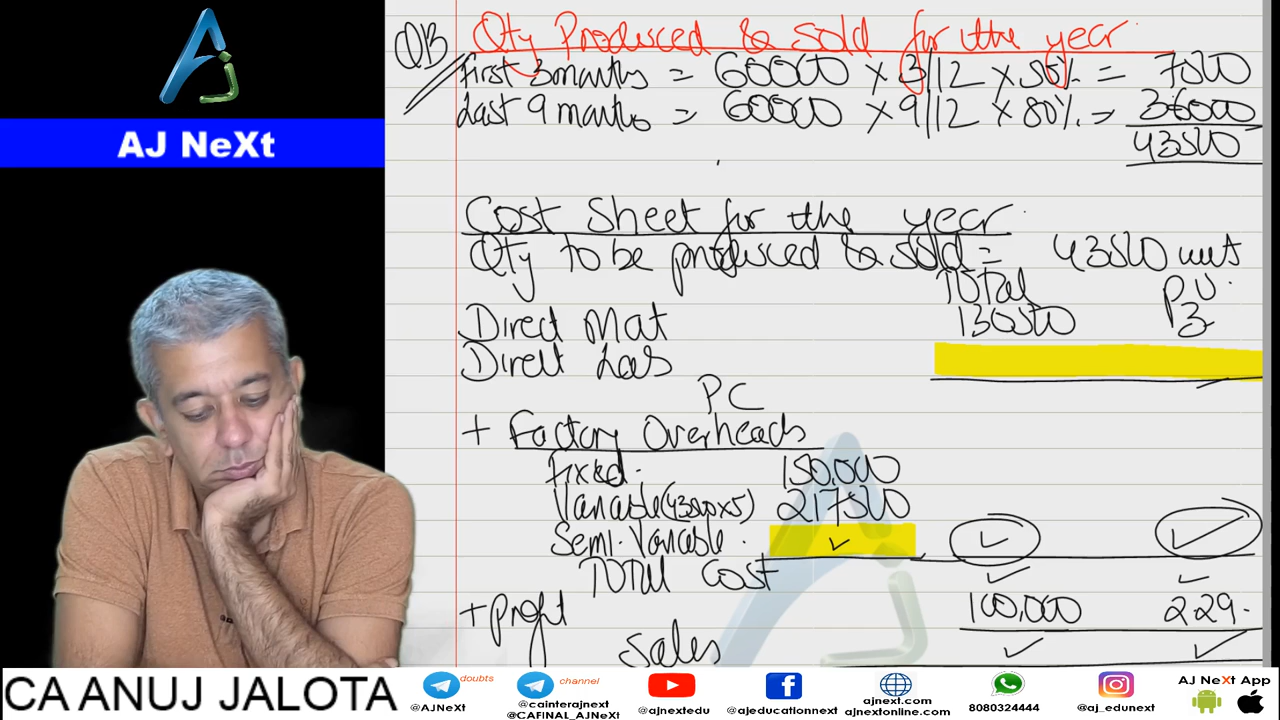 AJ NeXt
Q13
Qty Produced & Sold for the year
First 3 months = 60000 x 3/12 x 50% = 7500
Last 9 months = 60000 x 9/12 x 80% = 36000
43500
Cost Sheet for the year
Qty to be produced & sold = 43500 units
Total P.U.
Direct Mat 130500 3
Direct Lab
PC
+ Factory Overheads
Fixed 150,000
Variable (43500x5) 217500
Semi-Variable ✓ ✓ ✓
Total Cost ✓ ✓
+ Profit 100,000 2.29
Sales ✓ ✓
CA ANUJ JALOTA
doubts
@AJNeXt
channel
@cainterajnext
@CAFINAL_AJNeXt
@ajnextedu
@ajeducationnext
ajnext.com
ajnextonline.com
8080324444
@aj_edunext
AJ NeXt App